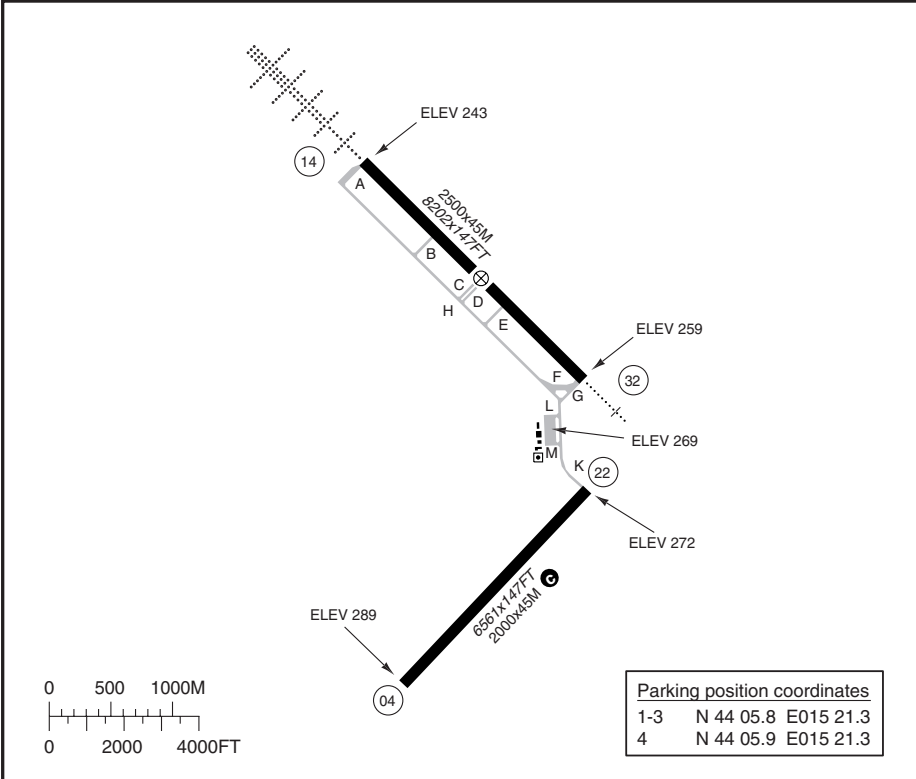 ELEV 243
14
A
2500x45M
8202x147FT
B
C
D
H
E
ELEV 259
F
32
G
L
ELEV 269
M
K
22
ELEV 272
C
6561x147FT
2000x45M
ELEV 289
04
0 500 1000M
0 2000 4000FT
Parking position coordinates
1-3 N 44 05.8 E015 21.3
4 N 44 05.9 E015 21.3